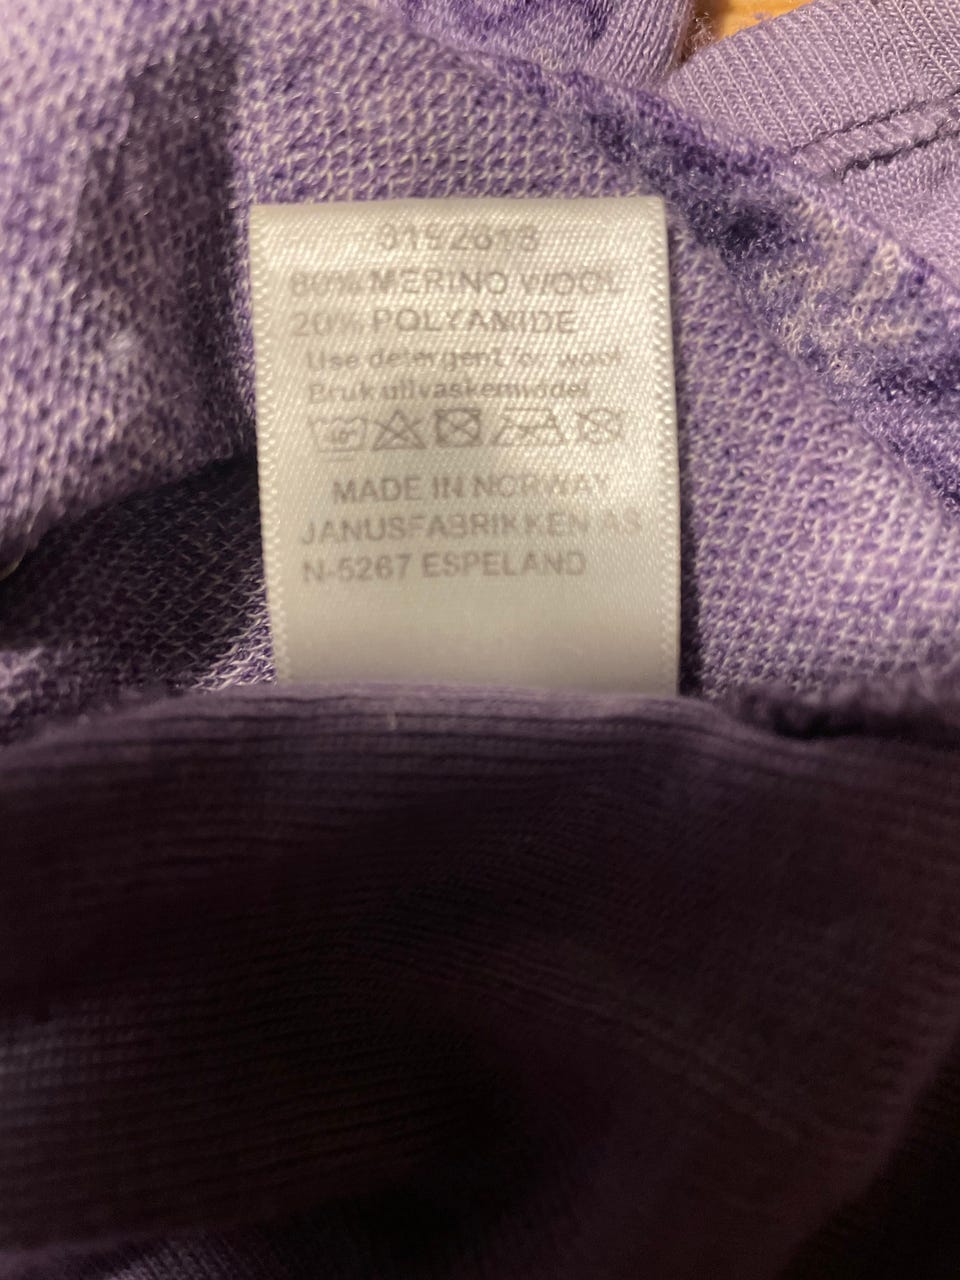 80% MERINO WOOL
20% POLYAMIDE
Use detergent for wool
Bruk ullvaskemiddel
MADE IN NORWAY
JANUSFABRIKKEN AS
N-5267 ESPELAND